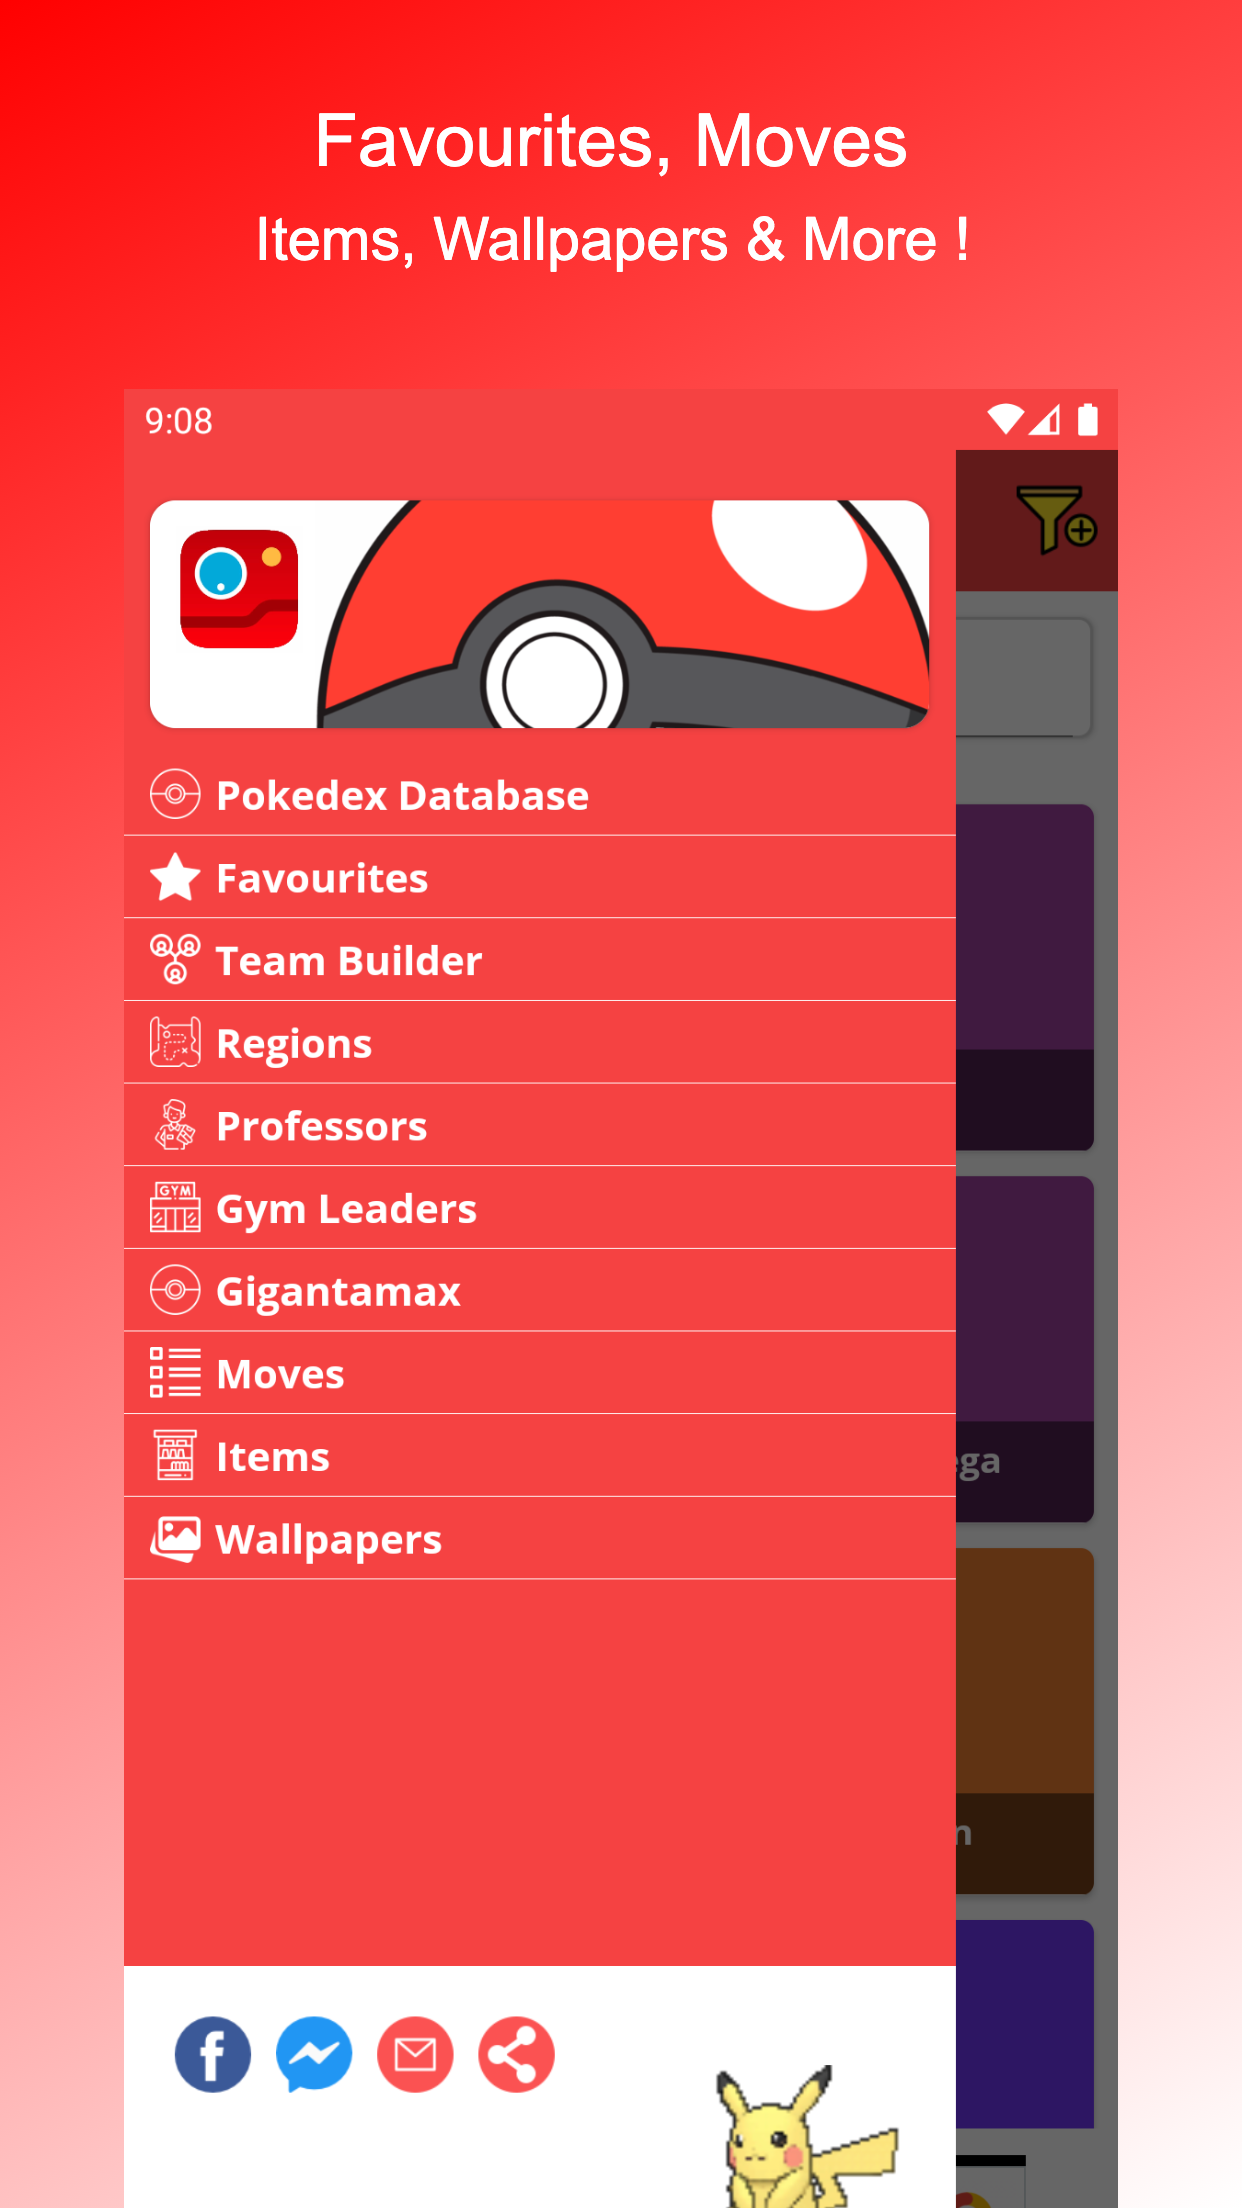 Favourites, Moves
Items, Wallpapers & More !
9:08
Pokedex Database
Favourites
Team Builder
Regions
Professors
GYM
Gym Leaders
Gigantamax
Moves
Items
Wallpapers